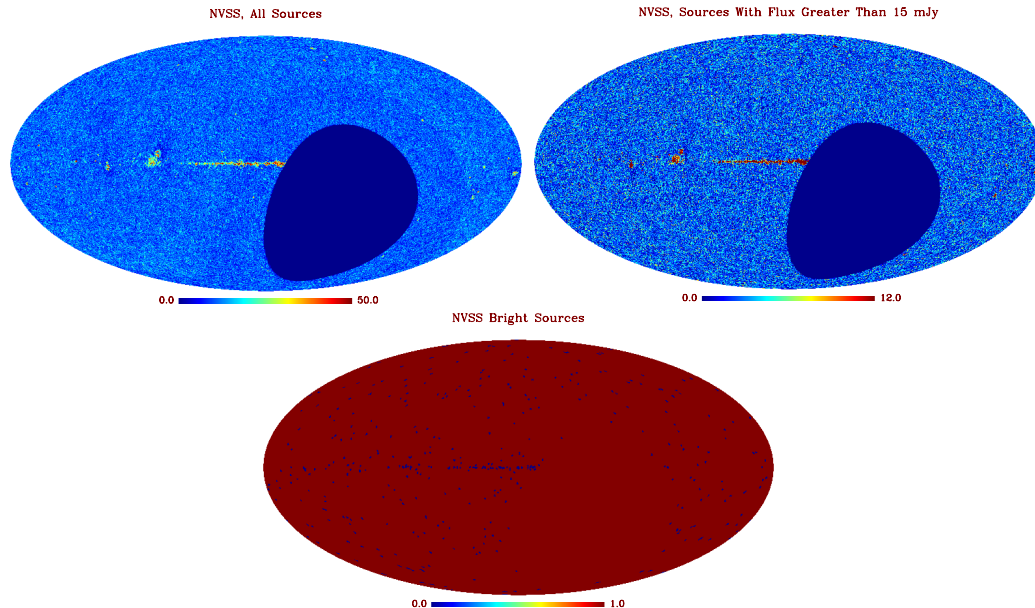 NVSS, All Sources
NVSS, Sources With Flux Greater Than 15 mJy
0.0 50.0
0.0 12.0
NVSS Bright Sources
0.0 1.0